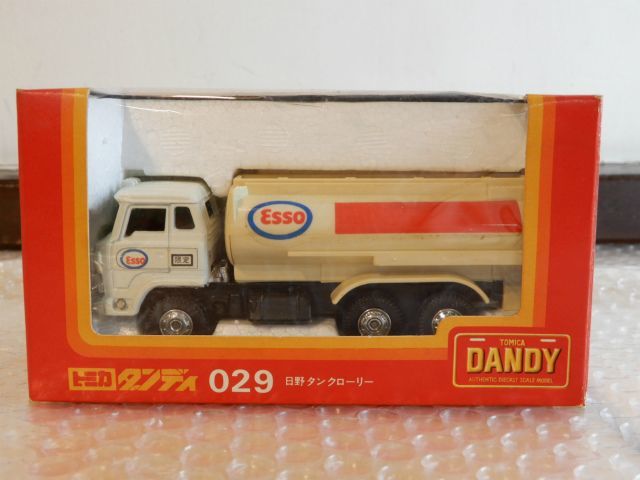 Esso
Esso
限定
トミカダンディ 029 日野タンクローリー
TOMICA
DANDY
AUTHENTIC DIECAST SCALE MODEL